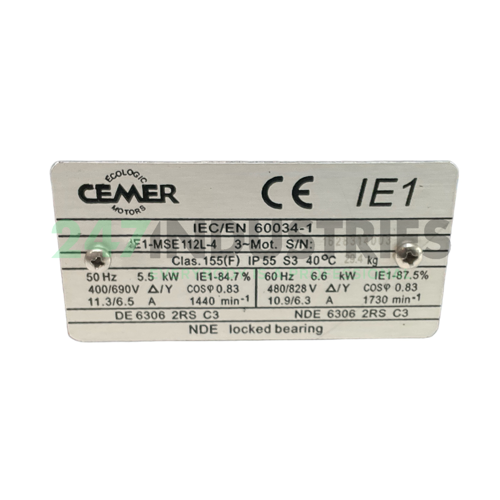 ECOLOGIC
CEMER
MOTORS
CE IE1
IEC/EN 60034-1
IE1-MSE112L-4 3~Mot. S/N:
Clas.155(F) IP55 S3 40°C kg
50 Hz 5.5 kW IE1-84.7% 60 Hz 6.6 kW IE1-87.5%
400/690V △/Y COSφ 0.83 480/828 V △/Y COSφ 0.83
11.3/6.5 A 1440 min⁻¹ 10.9/6.3 A 1730 min⁻¹
DE 6306 2RS C3 NDE 6306 2RS C3
NDE locked bearing
247INDUSTRIES